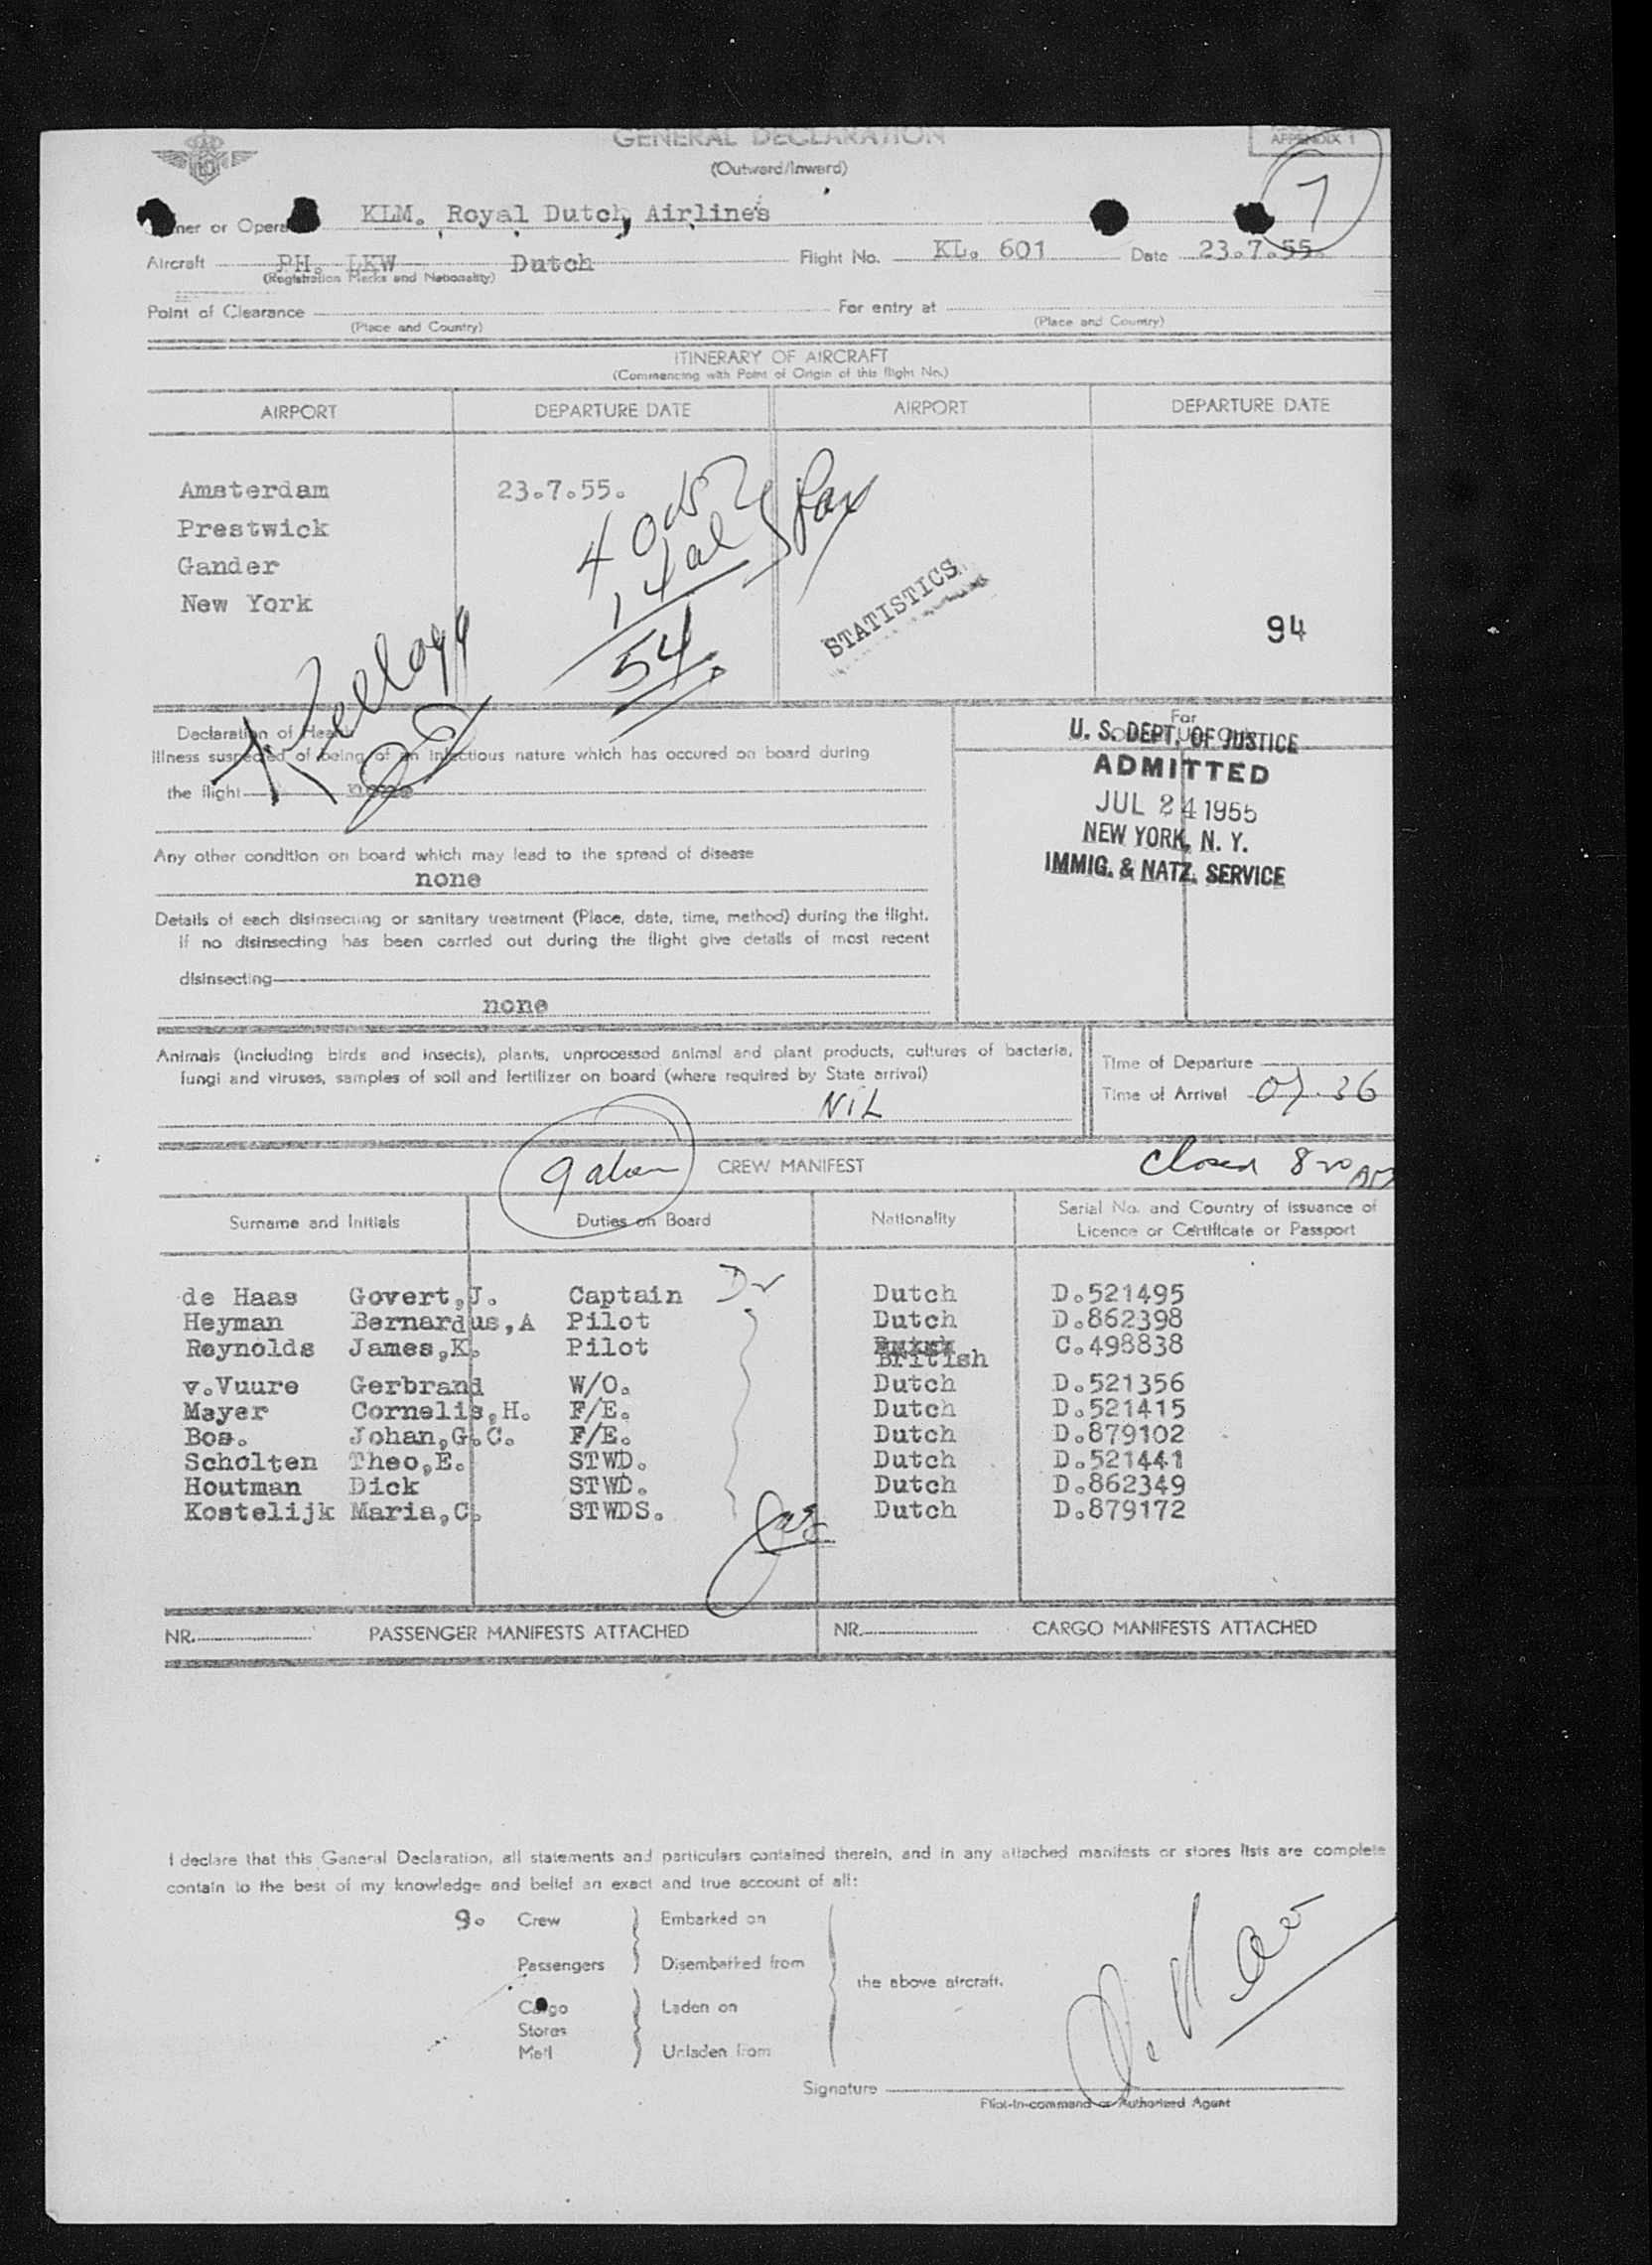 GENERAL DECLARATION
APPENDIX 1
(Outward/Inward)
7
KLM. Royal Dutch Airlines
Aircraft PH. LKW Dutch Flight No. KL. 601 Date 23.7.55.
(Registration Marks and Nationality)
Point of Clearance For entry at
(Place and Country) (Place and Country)
ITINERARY OF AIRCRAFT
(Commencing with Point of Origin of this flight No.)
AIRPORT DEPARTURE DATE AIRPORT DEPARTURE DATE
Amsterdam 23.7.55.
Prestwick
Gander
New York
54
STATISTICS
94
Kellogg
Declaration of Health
Illness suspected of being of an infectious nature which has occured on board during
the flight none
Any other condition on board which may lead to the spread of disease
none
Details of each disinsecting or sanitary treatment (Place, date, time, method) during the flight.
if no disinsecting has been carried out during the flight give details of most recent
disinsecting
none
For
U. S. DEPT. OF JUSTICE
ADMITTED
JUL 24 1955
NEW YORK, N. Y.
IMMIG. & NATZ. SERVICE
Animals (including birds and insects), plants, unprocessed animal and plant products, cultures of bacteria,
fungi and viruses, samples of soil and fertilizer on board (where required by State arrival)
NIL
Time of Departure
Time of Arrival 07.36
CREW MANIFEST
Closed 8
Surname and Initials Duties on Board Nationality Serial No. and Country of issuance of
Licence or Certificate or Passport
de Haas Govert,J. Captain Dutch D.521495
Heyman Bernardus,A Pilot Dutch D.862398
Reynolds James,K. Pilot British C.498838
v.Vuure Gerbrand W/O. Dutch D.521356
Mayer Cornelis,H. F/E. Dutch D.521415
Bos. Johan,G.C. F/E. Dutch D.879102
Scholten Theo,E. STWD. Dutch D.521441
Houtman Dick STWD. Dutch D.862349
Kostelijk Maria,C. STWDS. Dutch D.879172
NR. PASSENGER MANIFESTS ATTACHED NR. CARGO MANIFESTS ATTACHED
I declare that this General Declaration, all statements and particulars contained therein, and in any attached manifests or stores lists are complete
contain to the best of my knowledge and belief an exact and true account of all:
9. Crew Embarked on
Passengers Disembarked from
the above aircraft.
Cargo Laden on
Stores
Mail Unladen from
Signature
Pilot-in-command or Authorized Agent